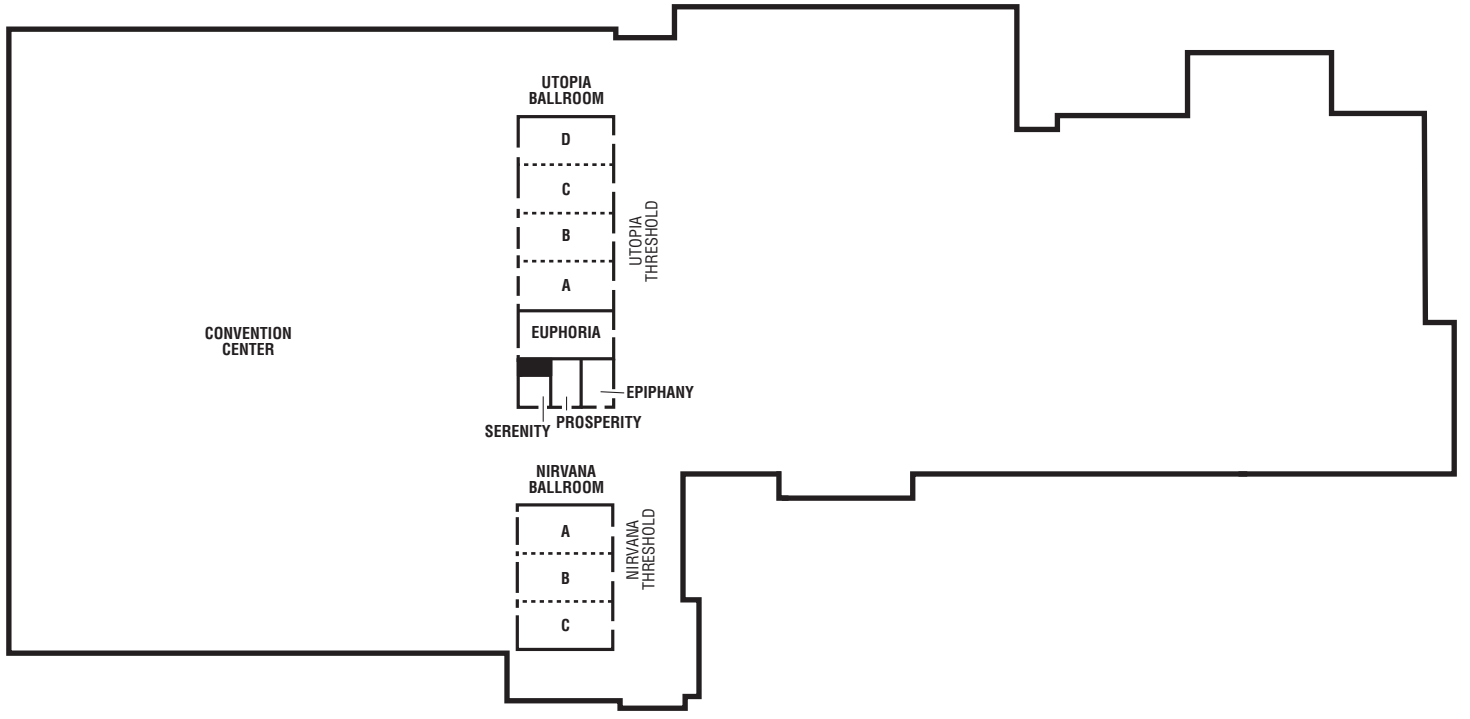 UTOPIA
BALLROOM
D
C
B
A
UTOPIA
THRESHOLD
EUPHORIA
CONVENTION
CENTER
EPIPHANY
PROSPERITY
SERENITY
NIRVANA
BALLROOM
A
B
C
NIRVANA
THRESHOLD